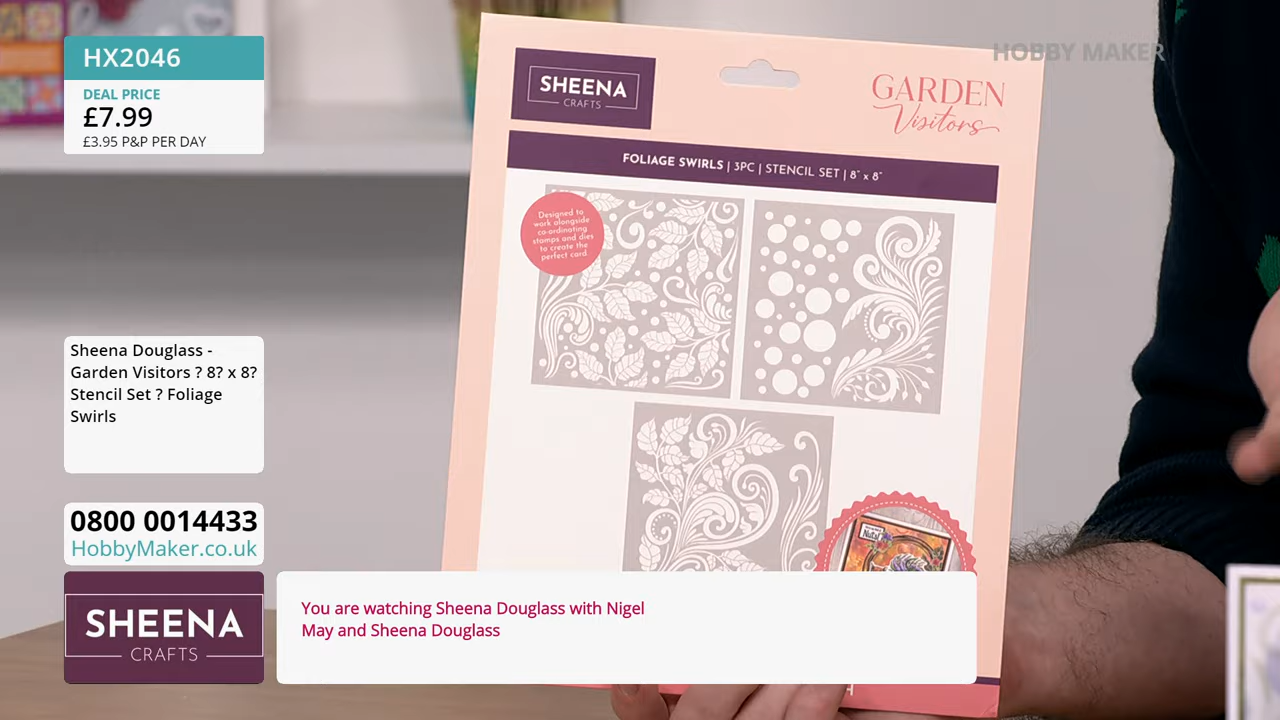 HX2046
DEAL PRICE
£7.99
£3.95 P&P PER DAY
Sheena Douglass -
Garden Visitors ? 8? x 8?
Stencil Set ? Foliage
Swirls
0800 0014433
HobbyMaker.co.uk
SHEENA
CRAFTS
You are watching Sheena Douglass with Nigel
May and Sheena Douglass
HOBBY MAKER
SHEENA
CRAFTS
GARDEN
Visitors
FOLIAGE SWIRLS | 3PC | STENCIL SET | 8" x 8"
Designed to
work alongside
co-ordinating
stamps and dies
to create the
perfect card.